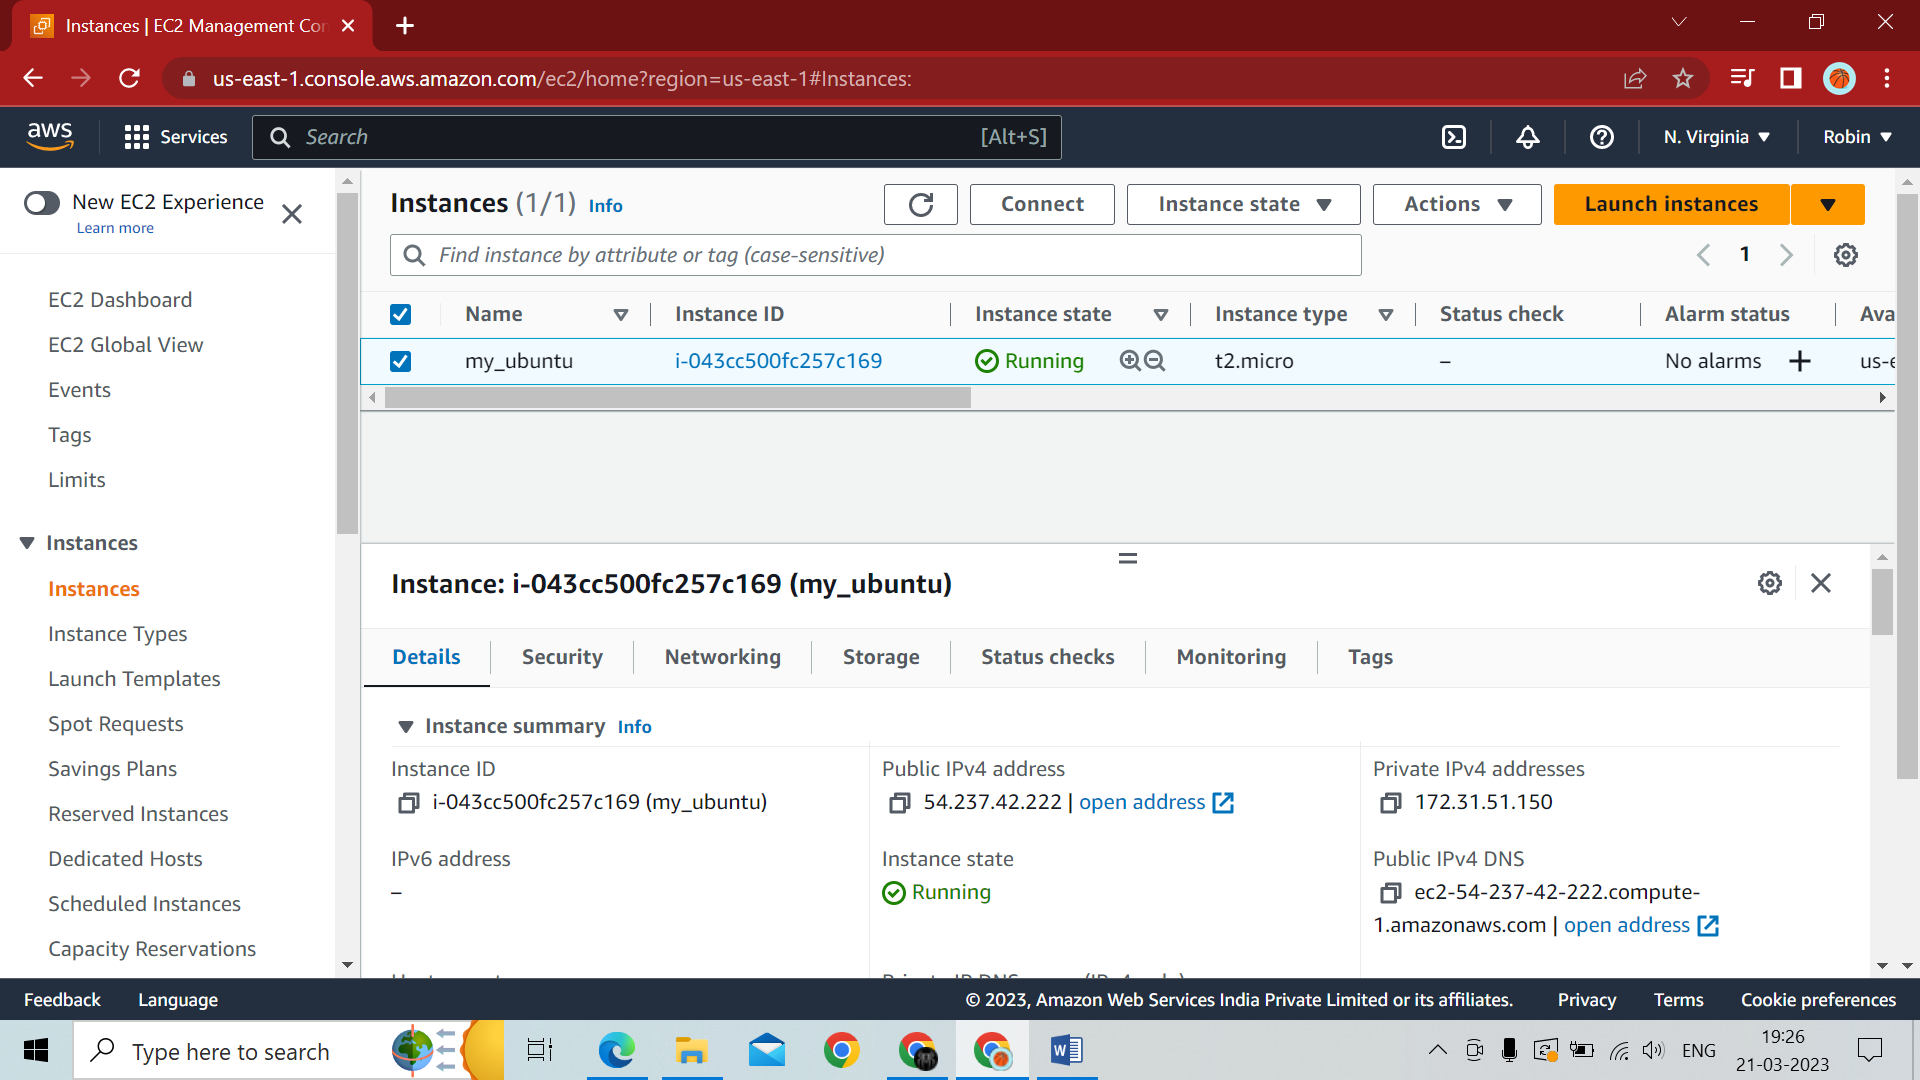 Instances | EC2 Management Con
us-east-1.console.aws.amazon.com/ec2/home?region=us-east-1#Instances:
aws
Services
Search
[Alt+S]
N. Virginia
Robin
New EC2 Experience
Learn more
EC2 Dashboard
EC2 Global View
Events
Tags
Limits
Instances
Instances
Instance Types
Launch Templates
Spot Requests
Savings Plans
Reserved Instances
Dedicated Hosts
Scheduled Instances
Capacity Reservations
Instances (1/1) Info
Connect
Instance state
Actions
Launch instances
Find instance by attribute or tag (case-sensitive)
1
Name Instance ID Instance state Instance type Status check Alarm status Ava
my_ubuntu i-043cc500fc257c169 Running t2.micro – No alarms us-e
Instance: i-043cc500fc257c169 (my_ubuntu)
Details Security Networking Storage Status checks Monitoring Tags
Instance summary Info
Instance ID
i-043cc500fc257c169 (my_ubuntu)
Public IPv4 address
54.237.42.222 | open address
Private IPv4 addresses
172.31.51.150
IPv6 address
–
Instance state
Running
Public IPv4 DNS
ec2-54-237-42-222.compute-
1.amazonaws.com | open address
Feedback
Language
© 2023, Amazon Web Services India Private Limited or its affiliates.
Privacy
Terms
Cookie preferences
Type here to search
ENG
19:26
21-03-2023